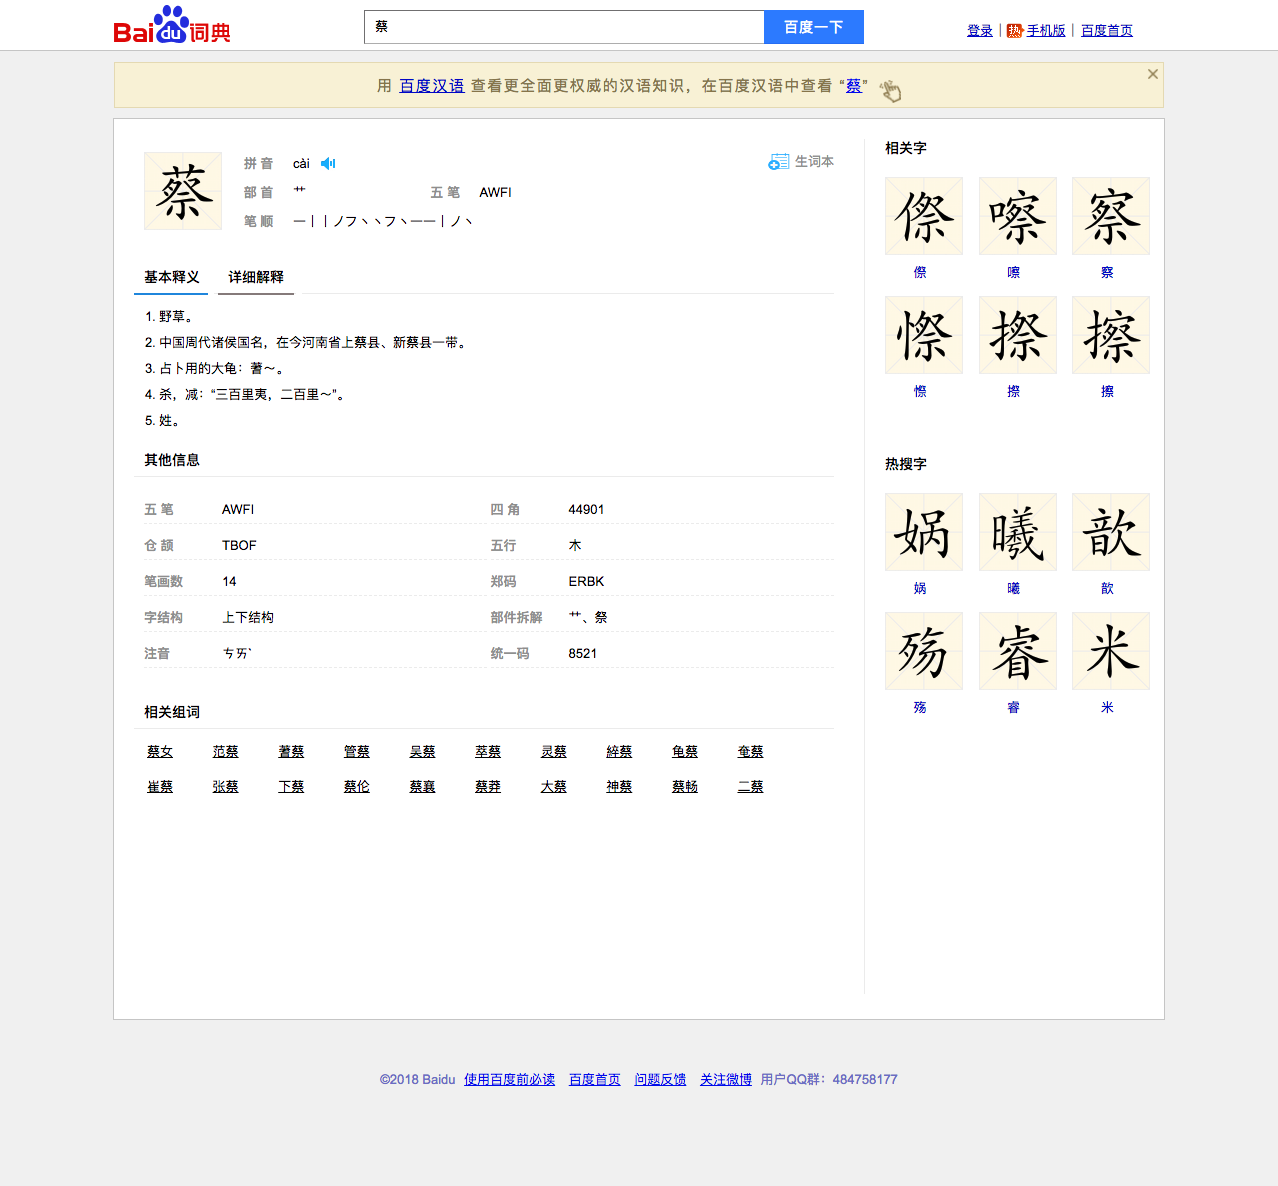 Bai du 词典
蔡
百度一下
登录 | 热 手机版 | 百度首页
用 百度汉语 查看更全面更权威的汉语知识，在百度汉语中查看 “蔡”
蔡
拼 音 cài
生词本
部 首 艹 五 笔 AWFI
笔 顺 一丨丨ノフ丶丶フ丶一一丨ノ丶
基本释义 详细解释
1. 野草。
2. 中国周代诸侯国名，在今河南省上蔡县、新蔡县一带。
3. 占卜用的大龟：蓍～。
4. 杀，减：“三百里夷，二百里～”。
5. 姓。
其他信息
五 笔 AWFI 四 角 44901
仓 颉 TBOF 五行 木
笔画数 14 郑码 ERBK
字结构 上下结构 部件拆解 艹、祭
注音 ㄘㄞˋ 统一码 8521
相关组词
蔡女 范蔡 蓍蔡 管蔡 吴蔡 萃蔡 灵蔡 綷蔡 龟蔡 奄蔡
崔蔡 张蔡 下蔡 蔡伦 蔡襄 蔡莽 大蔡 神蔡 蔡畅 二蔡
相关字
傺 嚓 察
傺 嚓 察
憏 摖 擦
憏 摖 擦
热搜字
娲 曦 歆
娲 曦 歆
殇 睿 米
殇 睿 米
©2018 Baidu 使用百度前必读 百度首页 问题反馈 关注微博 用户QQ群：484758177